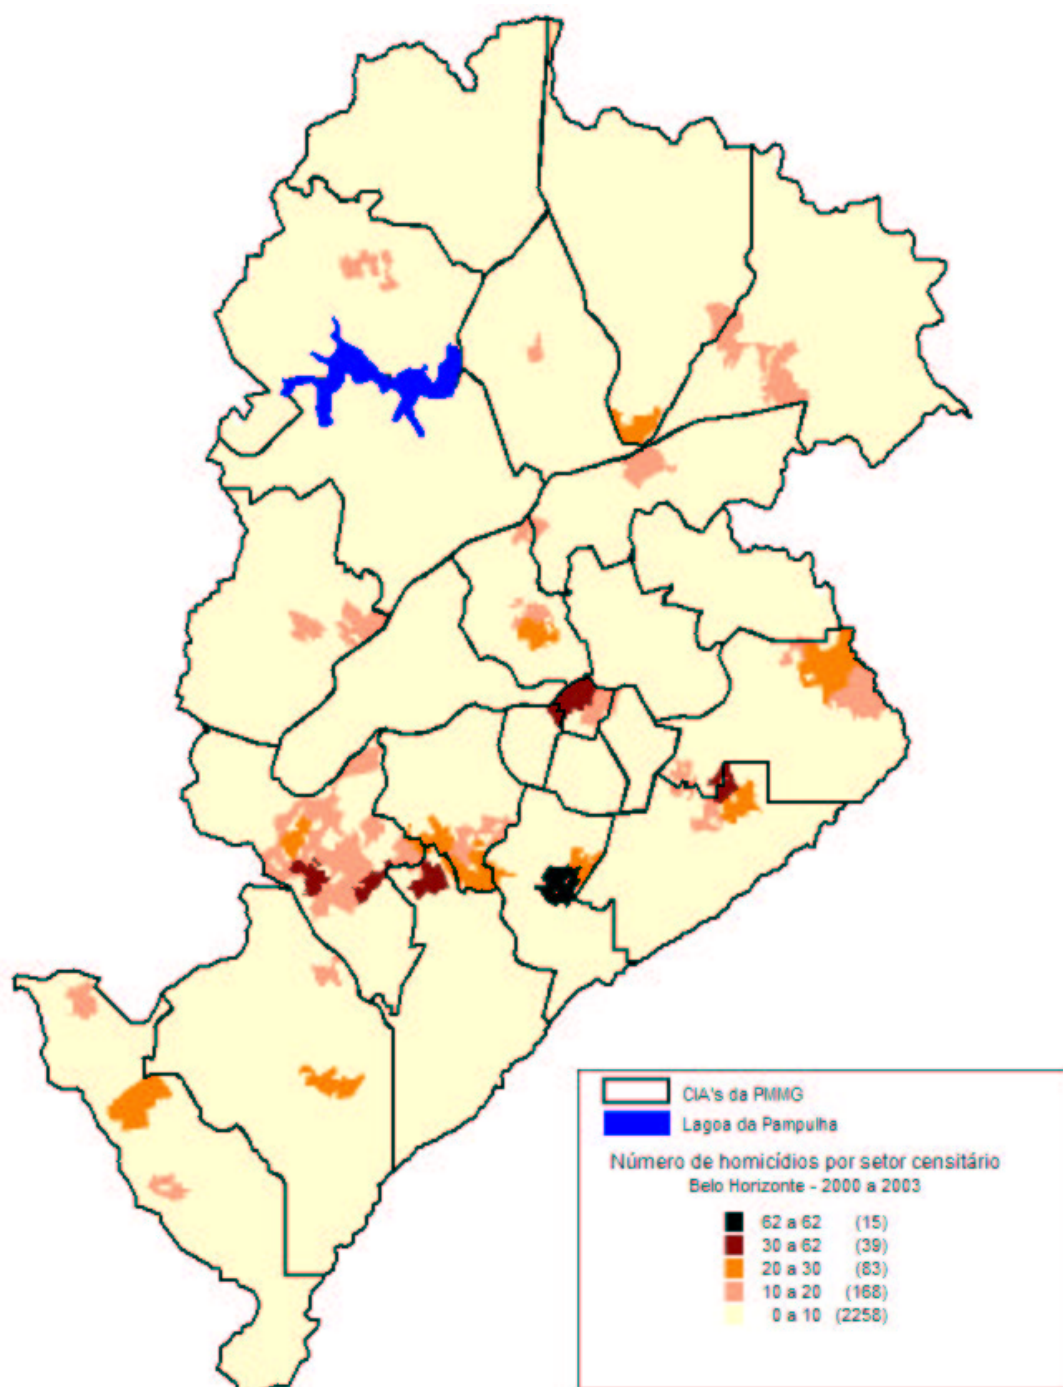 CIA's da PMMG
Lagoa da Pampulha
Número de homicídios por setor censitário
Belo Horizonte - 2000 a 2003
62 a 62 (15)
30 a 62 (39)
20 a 30 (83)
10 a 20 (168)
0 a 10 (2258)